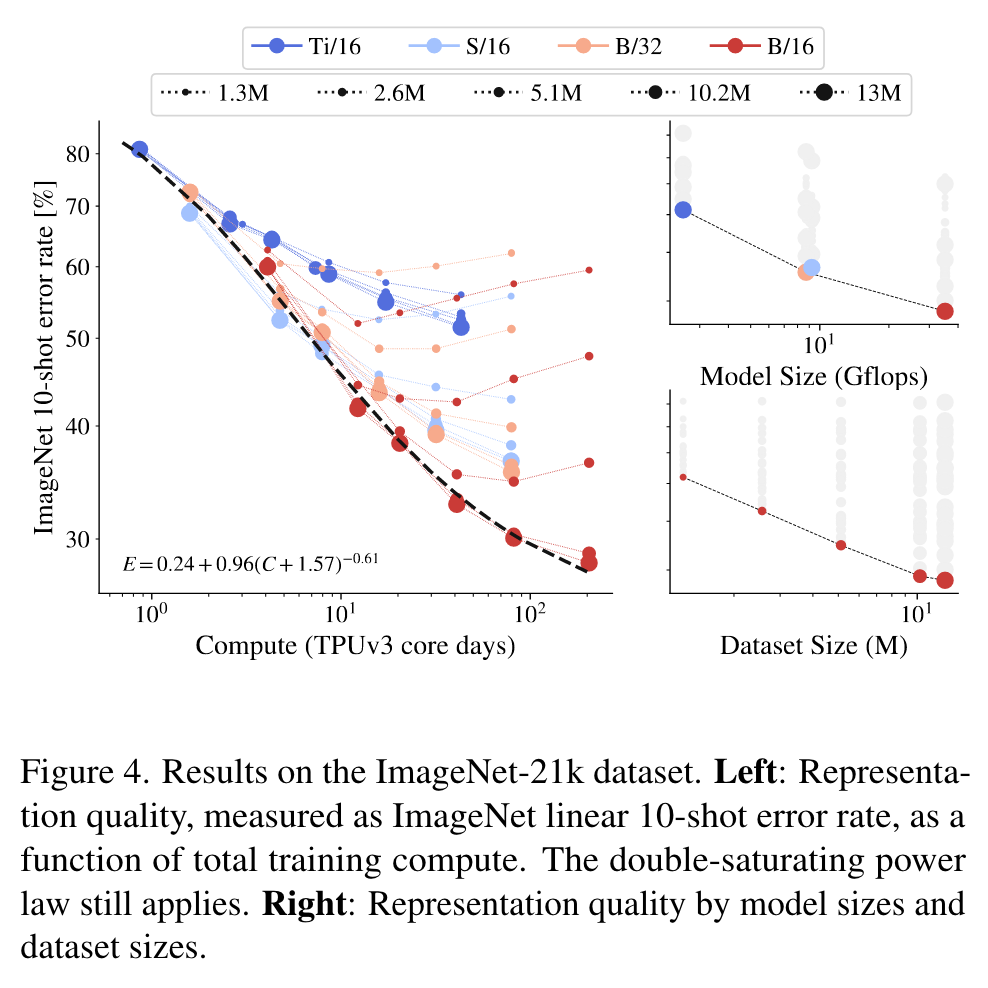 Ti/16 S/16 B/32 B/16
1.3M 2.6M 5.1M 10.2M 13M
ImageNet 10-shot error rate [%]
80
70
60
50
40
30
E = 0.24 + 0.96(C + 1.57)^−0.61
10^0 10^1 10^2
Compute (TPUv3 core days)
10^1
Model Size (Gflops)
10^1
Dataset Size (M)
Figure 4. Results on the ImageNet-21k dataset. Left: Representa-
tion quality, measured as ImageNet linear 10-shot error rate, as a
function of total training compute. The double-saturating power
law still applies. Right: Representation quality by model sizes and
dataset sizes.